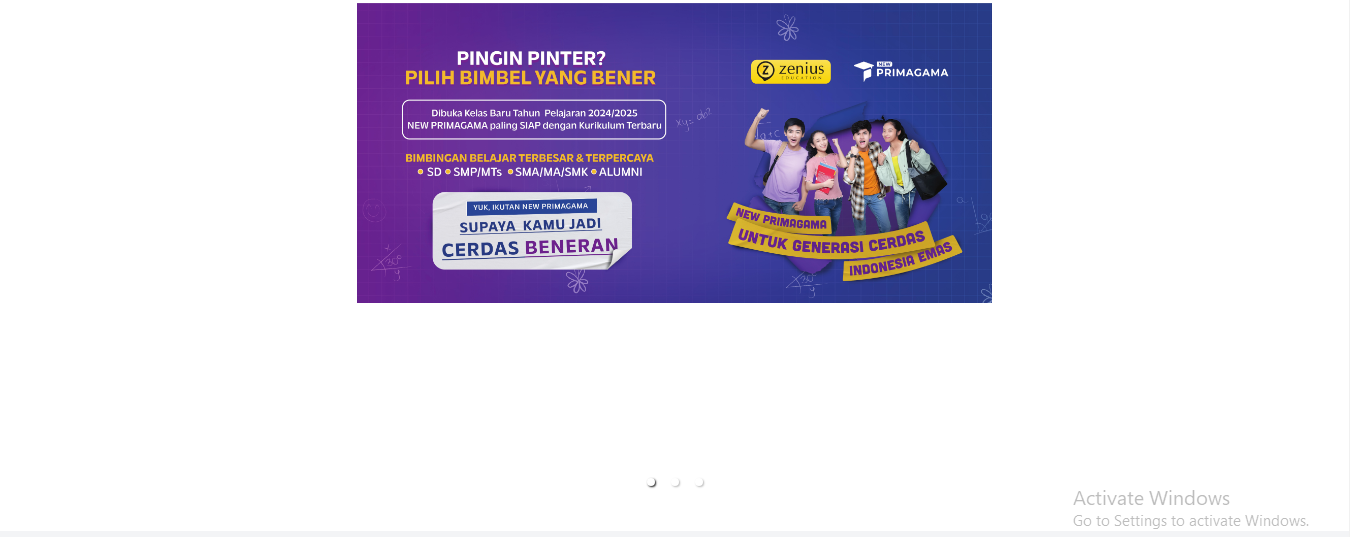 PINGIN PINTER?
PILIH BIMBEL YANG BENER
Dibuka Kelas Baru Tahun Pelajaran 2024/2025
NEW PRIMAGAMA paling SIAP dengan Kurikulum Terbaru
BIMBINGAN BELAJAR TERBESAR & TERPERCAYA
• SD • SMP/MTs • SMA/MA/SMK • ALUMNI
YUK, IKUTAN NEW PRIMAGAMA
SUPAYA KAMU JADI
CERDAS BENERAN
zenius
EDUCATION
NEW
PRIMAGAMA
NEW PRIMAGAMA
UNTUK GENERASI CERDAS
INDONESIA EMAS
Activate Windows
Go to Settings to activate Windows.